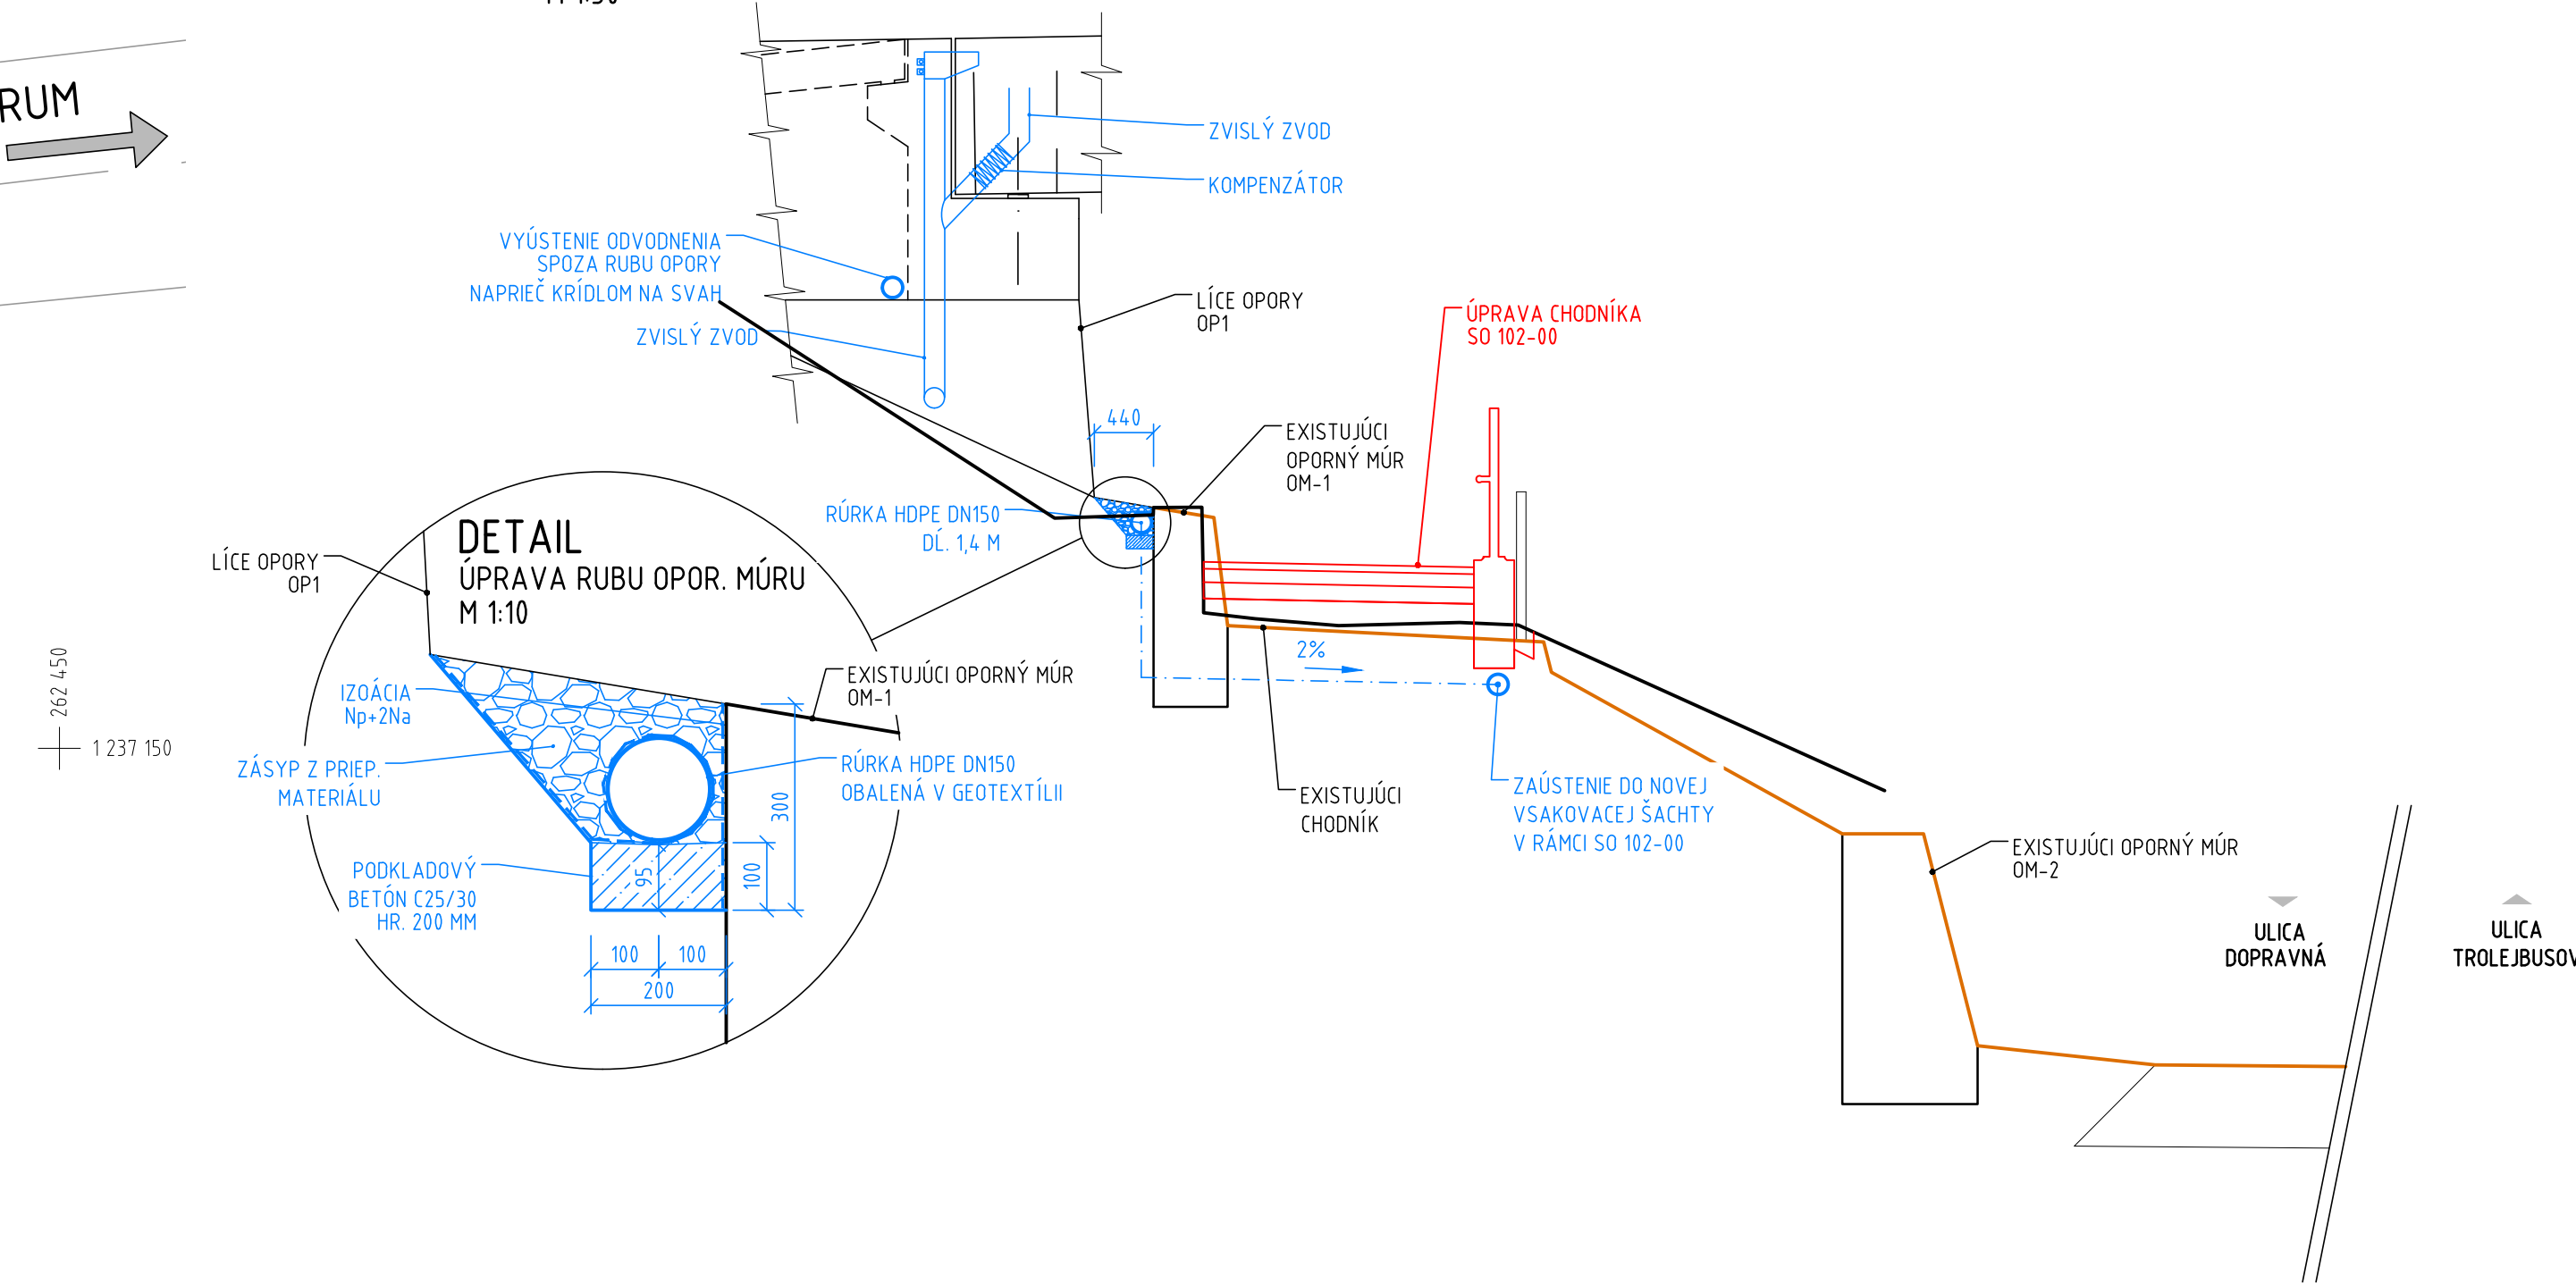 RUM
ZVISLÝ ZVOD
KOMPENZÁTOR
VYÚSTENIE ODVODNENIA
SPOZA RUBU OPORY
NAPRIEČ KRÍDLOM NA SVAH
ZVISLÝ ZVOD
LÍCE OPORY
OP1
ÚPRAVA CHODNÍKA
SO 102-00
440
EXISTUJÚCI
OPORNÝ MÚR
OM-1
RÚRKA HDPE DN150
DĹ. 1,4 M
DETAIL
ÚPRAVA RUBU OPOR. MÚRU
M 1:10
LÍCE OPORY
OP1
EXISTUJÚCI OPORNÝ MÚR
OM-1
IZOÁCIA
Np+2Na
ZÁSYP Z PRIEP.
MATERIÁLU
RÚRKA HDPE DN150
OBALENÁ V GEOTEXTÍLII
PODKLADOVÝ
BETÓN C25/30
HR. 200 MM
300
100
95
100
100
200
2%
EXISTUJÚCI
CHODNÍK
ZAÚSTENIE DO NOVEJ
VSAKOVACEJ ŠACHTY
V RÁMCI SO 102-00
EXISTUJÚCI OPORNÝ MÚR
OM-2
262 450
1 237 150
ULICA
DOPRAVNÁ
ULICA
TROLEJBUSOV